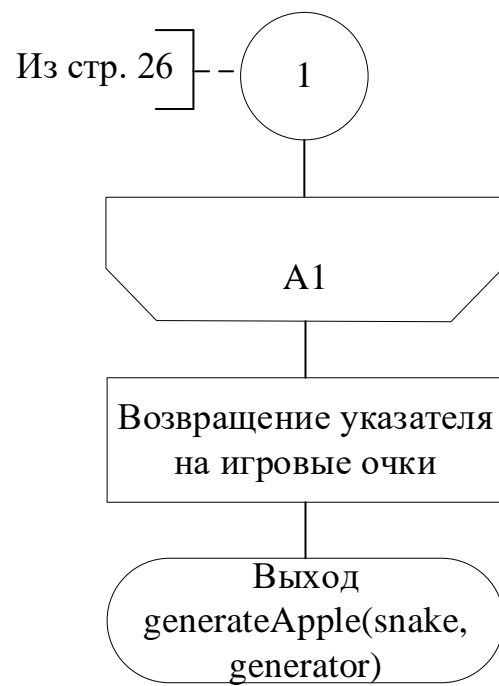 Из стр. 26
1
A1
Возвращение указателя
на игровые очки
Выход
generateApple(snake,
generator)